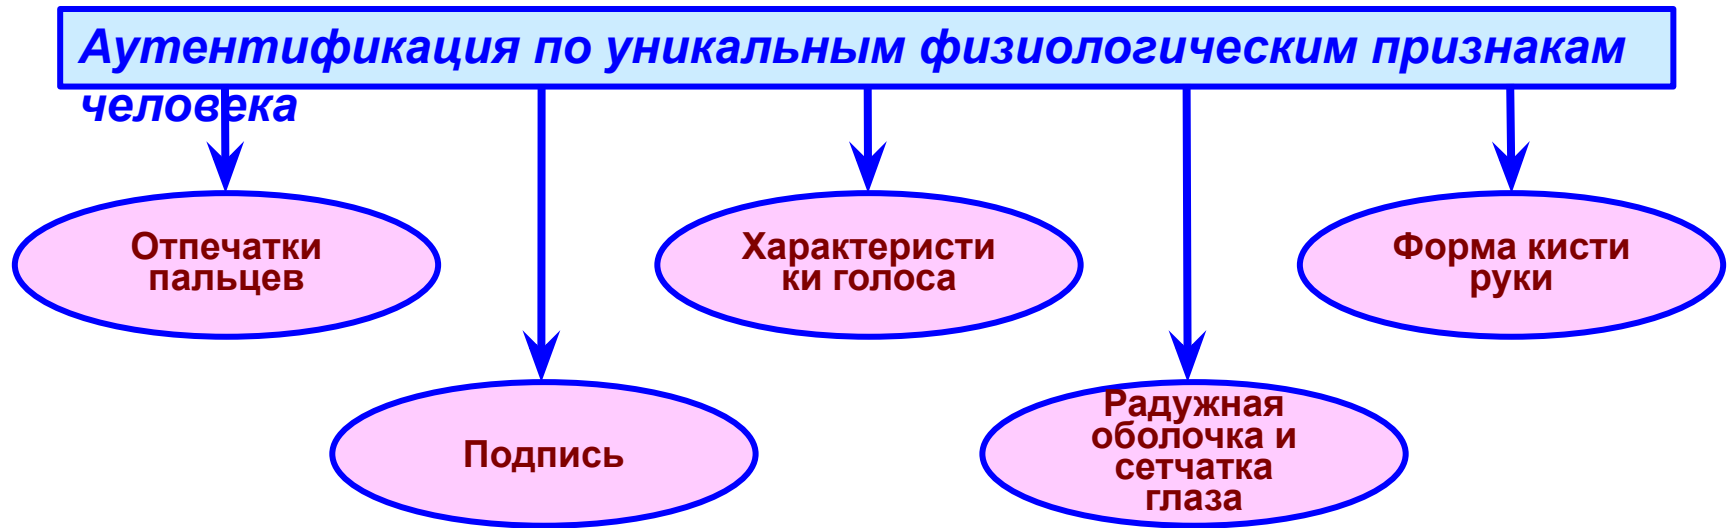 Аутентификация по уникальным физиологическим признакам
человека
Отпечатки
пальцев
Характеристи
ки голоса
Форма кисти
руки
Подпись
Радужная
оболочка и
сетчатка
глаза